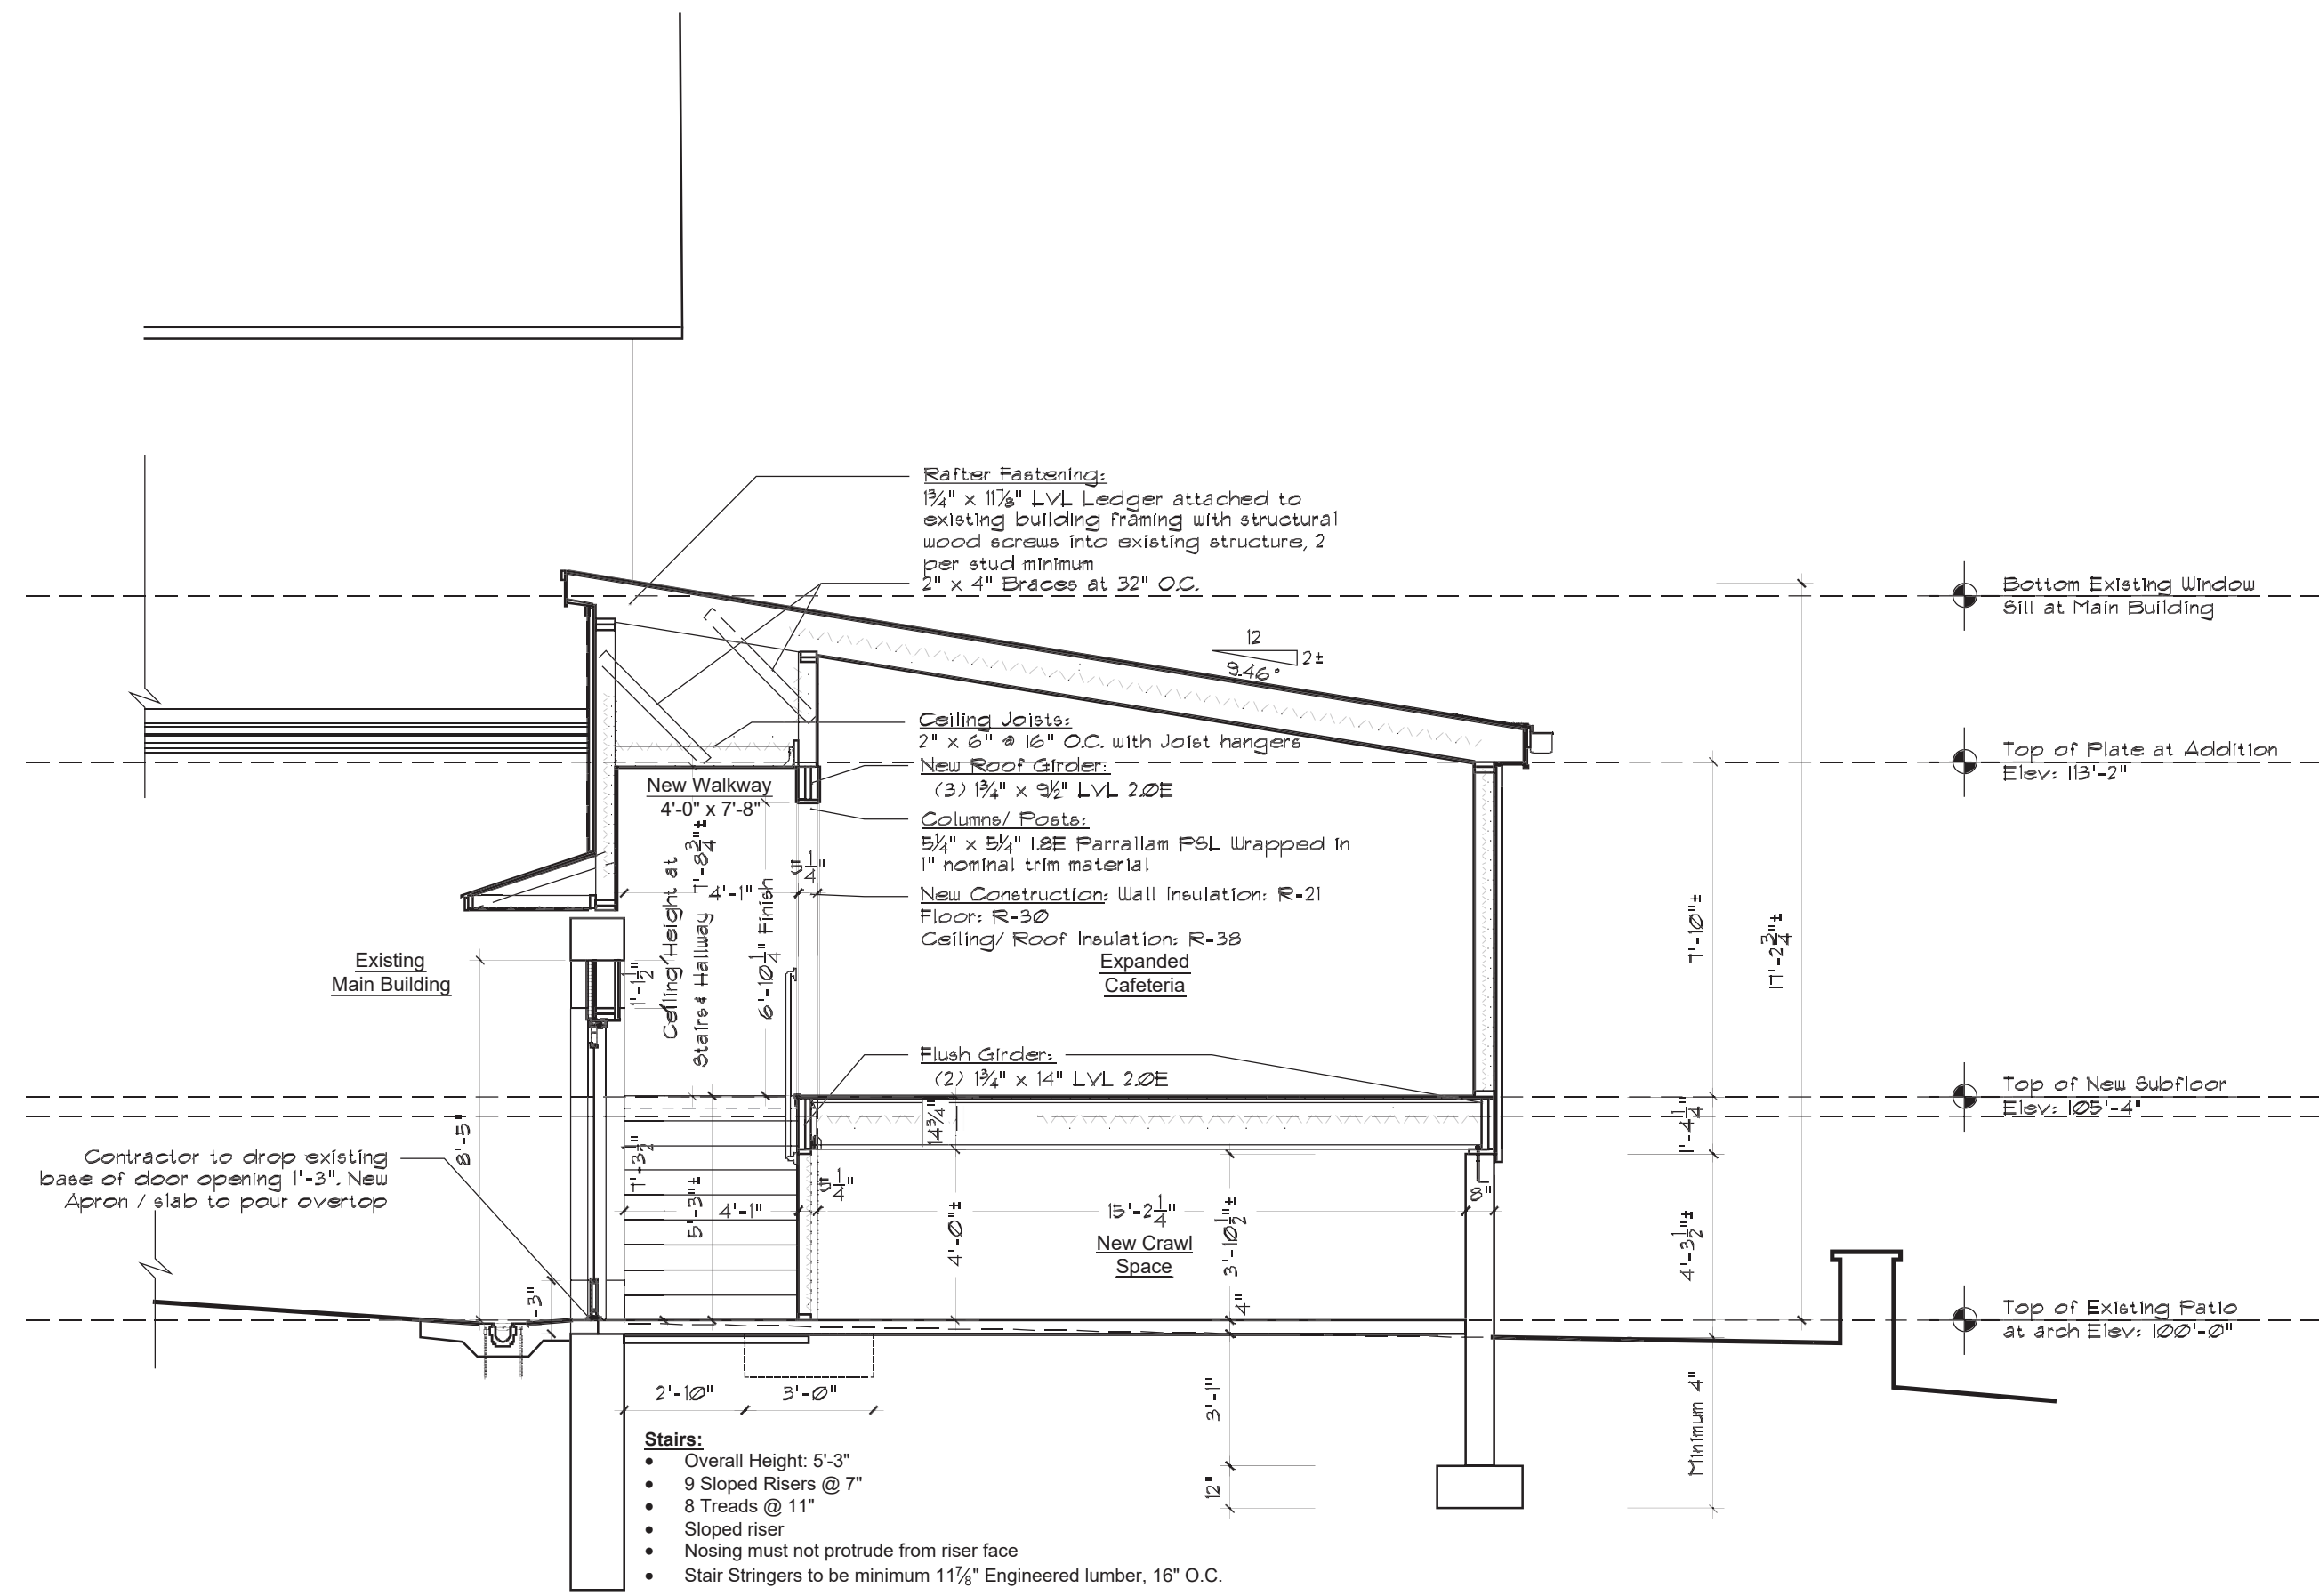 Rafter Fastening:
1¾" x 11⅞" LVL Ledger attached to
existing building framing with structural
wood screws into existing structure, 2
per stud minimum
2" x 4" Braces at 32" O.C.
Bottom Existing Window
Sill at Main Building
12
2±
9.46°
Ceiling Joists:
2" x 6" @ 16" O.C. with Joist hangers
Top of Plate at Addition
Elev: 113'-2"
New Roof Girder:
(3) 1¾" x 9½" LVL 2.0E
New Walkway
4'-0" x 7'-8"
Columns/ Posts:
5¼" x 5¼" 1.8E Parrallam PSL Wrapped in
1" nominal trim material
5¼"
4'-1"
New Construction: Wall Insulation: R-21
Floor: R-30
Ceiling/ Roof Insulation: R-38
Ceiling Height at
Stairs & Hallway 7'-8¾"±
6'-10¼" Finish
7'-10"±
17'-2¾"±
Existing
Main Building
1'-1½"
Expanded
Cafeteria
Flush Girder:
(2) 1¾" x 14" LVL 2.0E
Top of New Subfloor
Elev: 105'-4"
8'-5"
14¾"
1'-4¼"
Contractor to drop existing
base of door opening 1'-3". New
Apron / slab to pour overtop
7'-3½"
5'-3"±
4'-1"
5¼"
4'-0"±
15'-2¼"
3'-10½"±
8"
4'-3½"±
New Crawl
Space
-3"
4"
Top of Existing Patio
at arch Elev: 100'-0"
2'-10"
3'-0"
3'-1"
12"
Minimum 4"
Stairs:
• Overall Height: 5'-3"
• 9 Sloped Risers @ 7"
• 8 Treads @ 11"
• Sloped riser
• Nosing must not protrude from riser face
• Stair Stringers to be minimum 11⅞" Engineered lumber, 16" O.C.